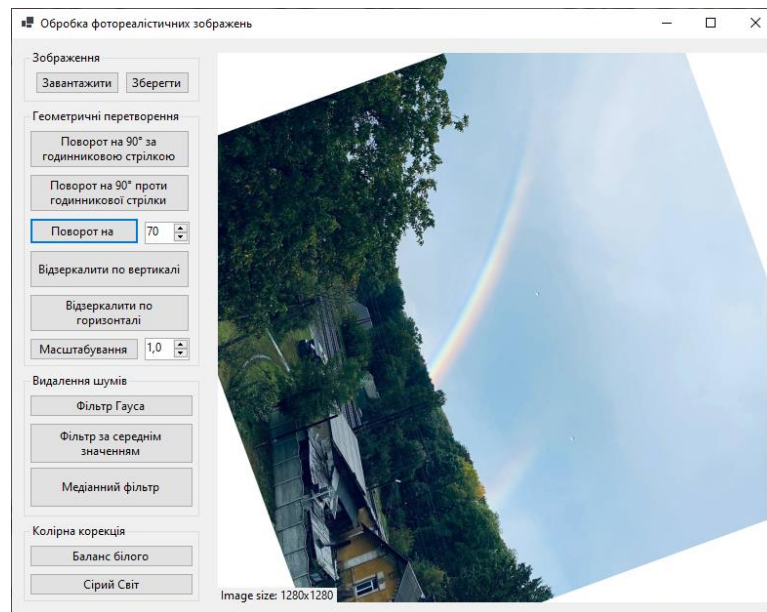 Обробка фотореалістичних зображень
Зображення
Завантажити
Зберегти
Геометричні перетворення
Поворот на 90° за
годинниковою стрілкою
Поворот на 90° проти
годинникової стрілки
Поворот на
70
Відзеркалити по вертикалі
Відзеркалити по
горизонталі
Масштабування
1,0
Видалення шумів
Фільтр Гауса
Фільтр за середнім
значенням
Медіанний фільтр
Колірна корекція
Баланс білого
Сірий Світ
Image size: 1280x1280